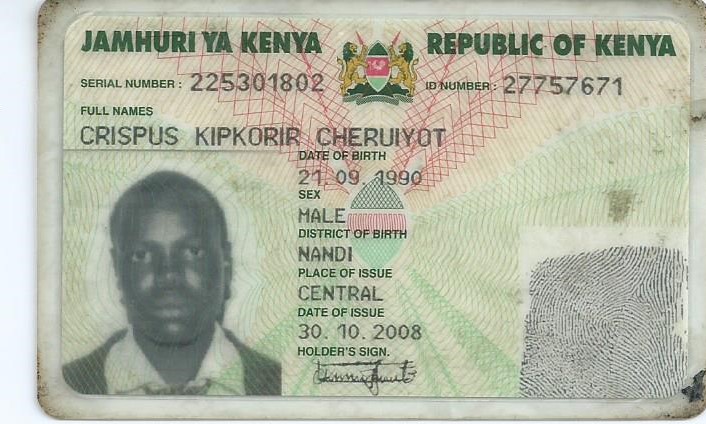 JAMHURI YA KENYA REPUBLIC OF KENYA
SERIAL NUMBER : 225301802 ID NUMBER : 27757671
FULL NAMES
CRISPUS KIPKORIR CHERUIYOT
DATE OF BIRTH
21. 09. 1990
SEX
MALE
DISTRICT OF BIRTH
NANDI
PLACE OF ISSUE
CENTRAL
DATE OF ISSUE
30. 10. 2008
HOLDER'S SIGN.